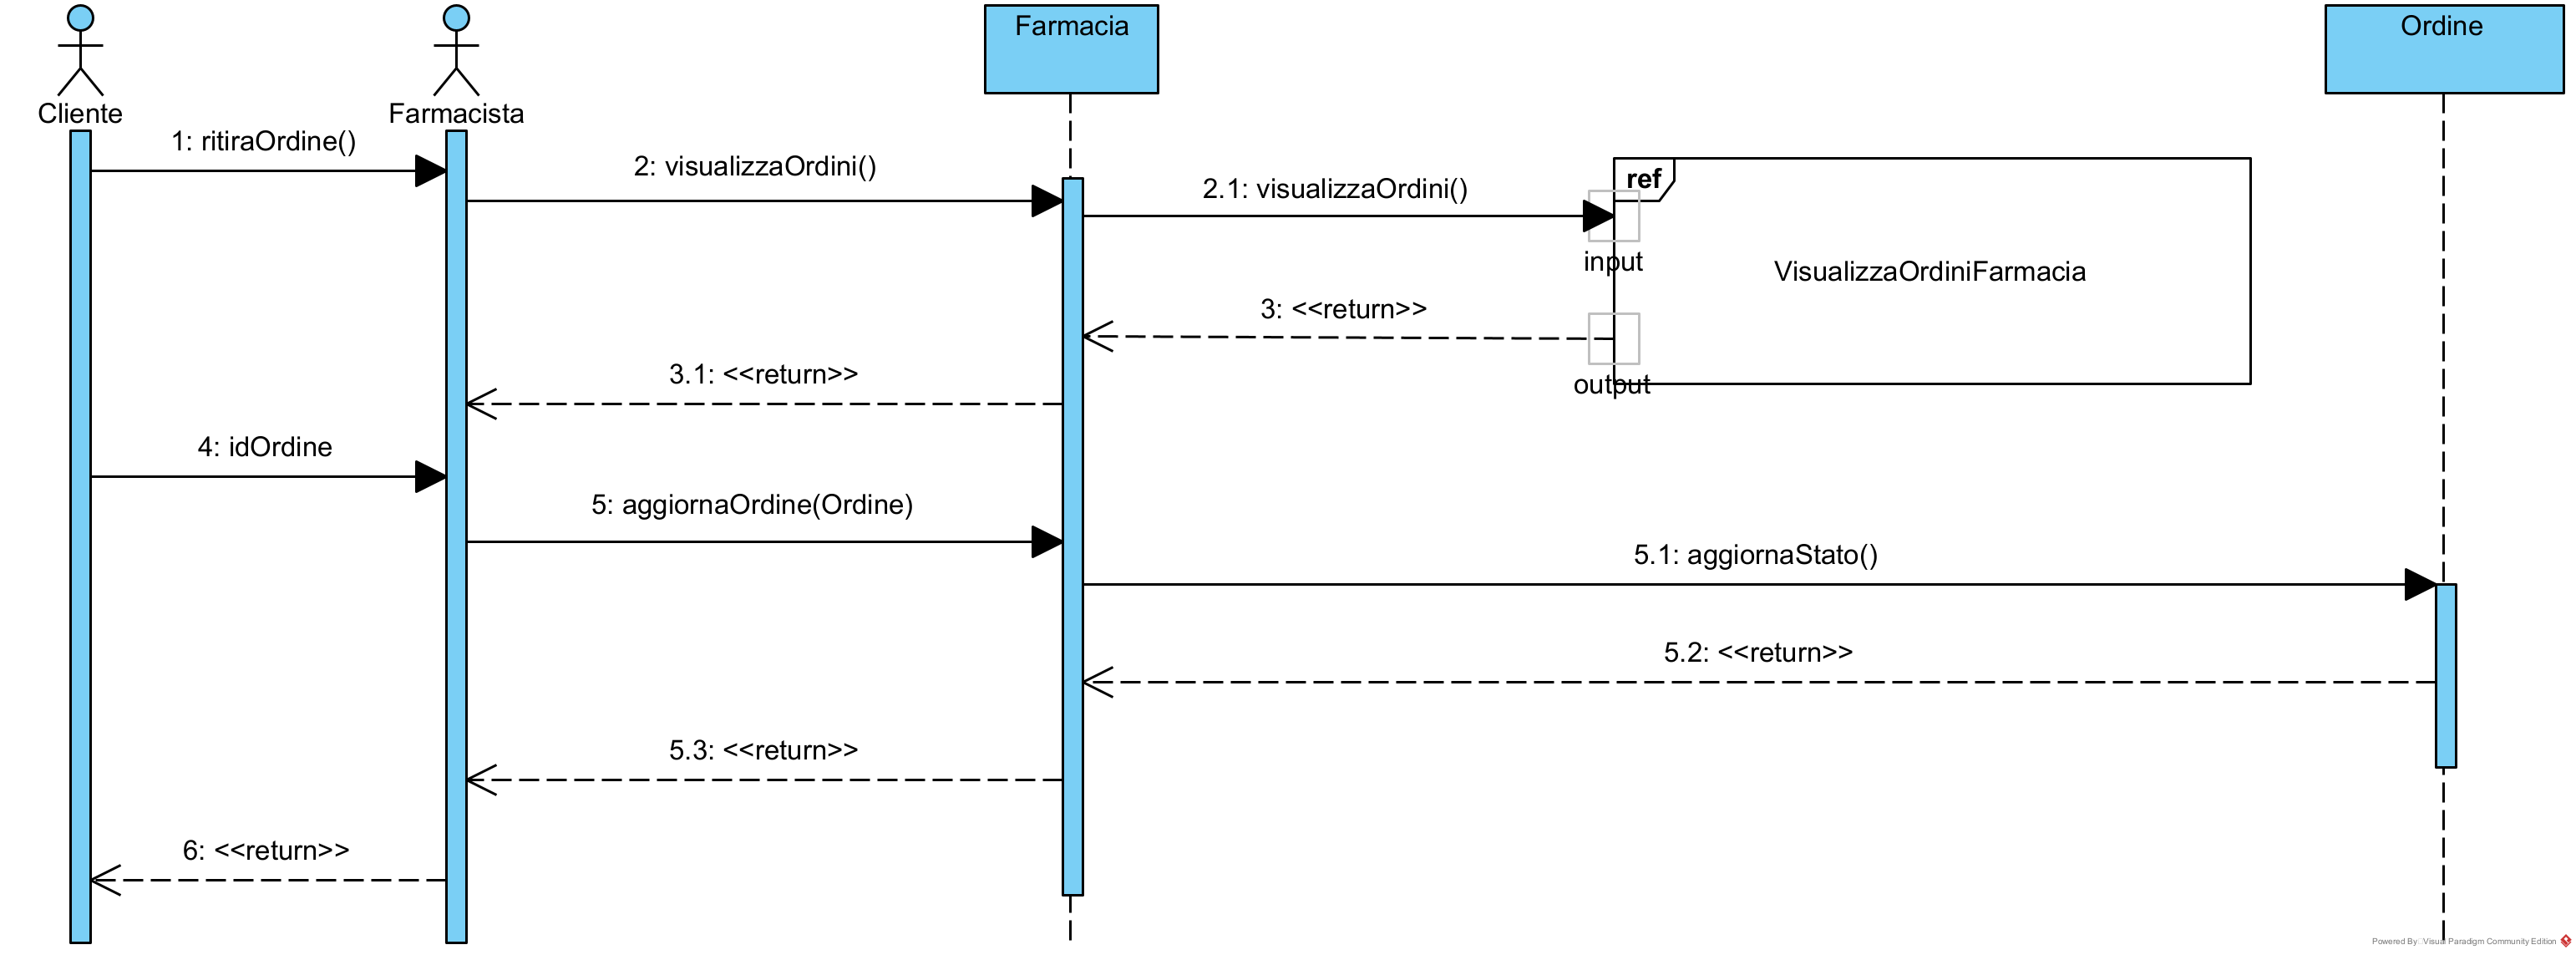 Farmacia
Ordine
Cliente
Farmacista
1: ritiraOrdine()
2: visualizzaOrdini()
2.1: visualizzaOrdini()
ref
input
VisualizzaOrdiniFarmacia
3: <<return>>
3.1: <<return>>
output
4: idOrdine
5: aggiornaOrdine(Ordine)
5.1: aggiornaStato()
5.2: <<return>>
5.3: <<return>>
6: <<return>>
Powered By Visual Paradigm Community Edition